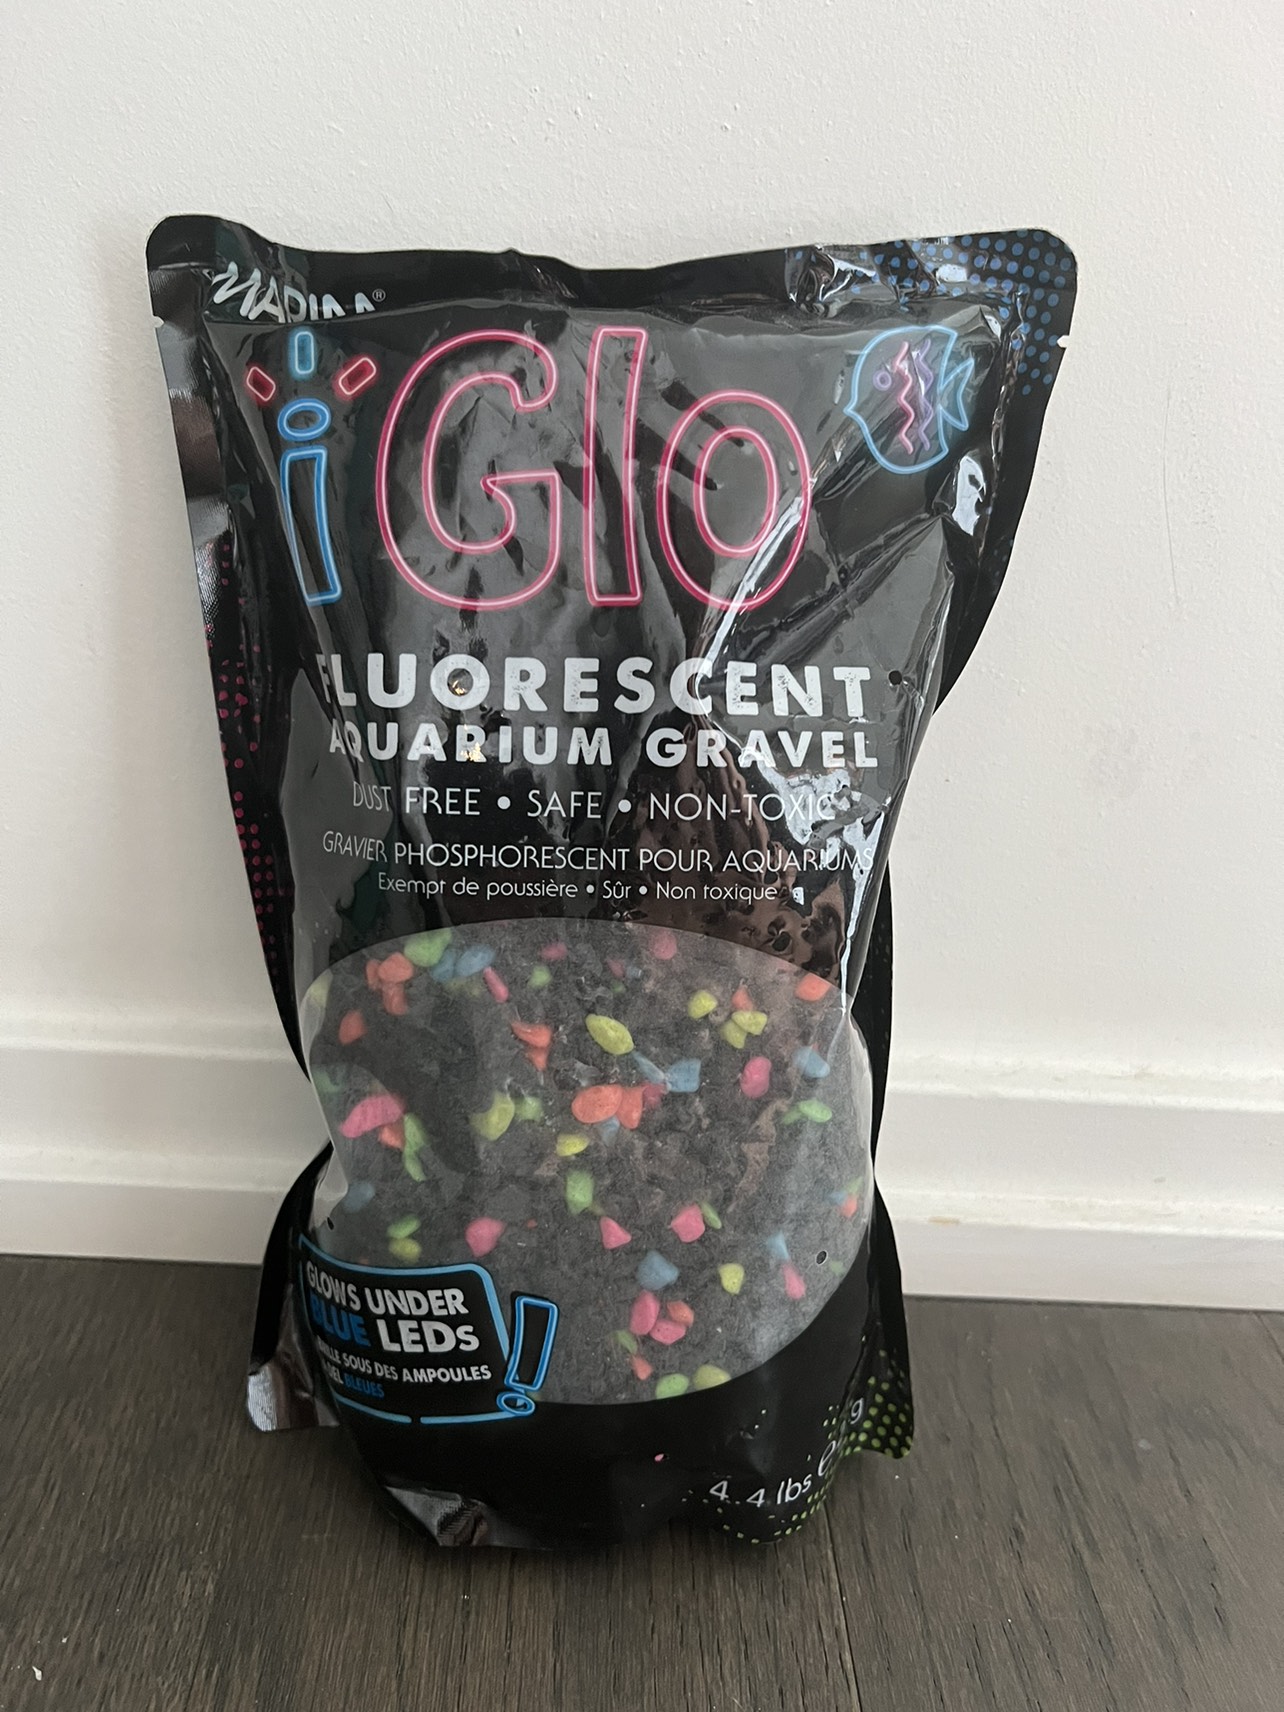 MARINA®
iGlo
FLUORESCENT
AQUARIUM GRAVEL
DUST FREE • SAFE • NON-TOXIC
GRAVIER PHOSPHORESCENT POUR AQUARIUMS
Exempt de poussière • Sûr • Non toxique
GLOWS UNDER
BLUE LEDs
SOUS DES AMPOULES
BLEUES
4.4 lbs